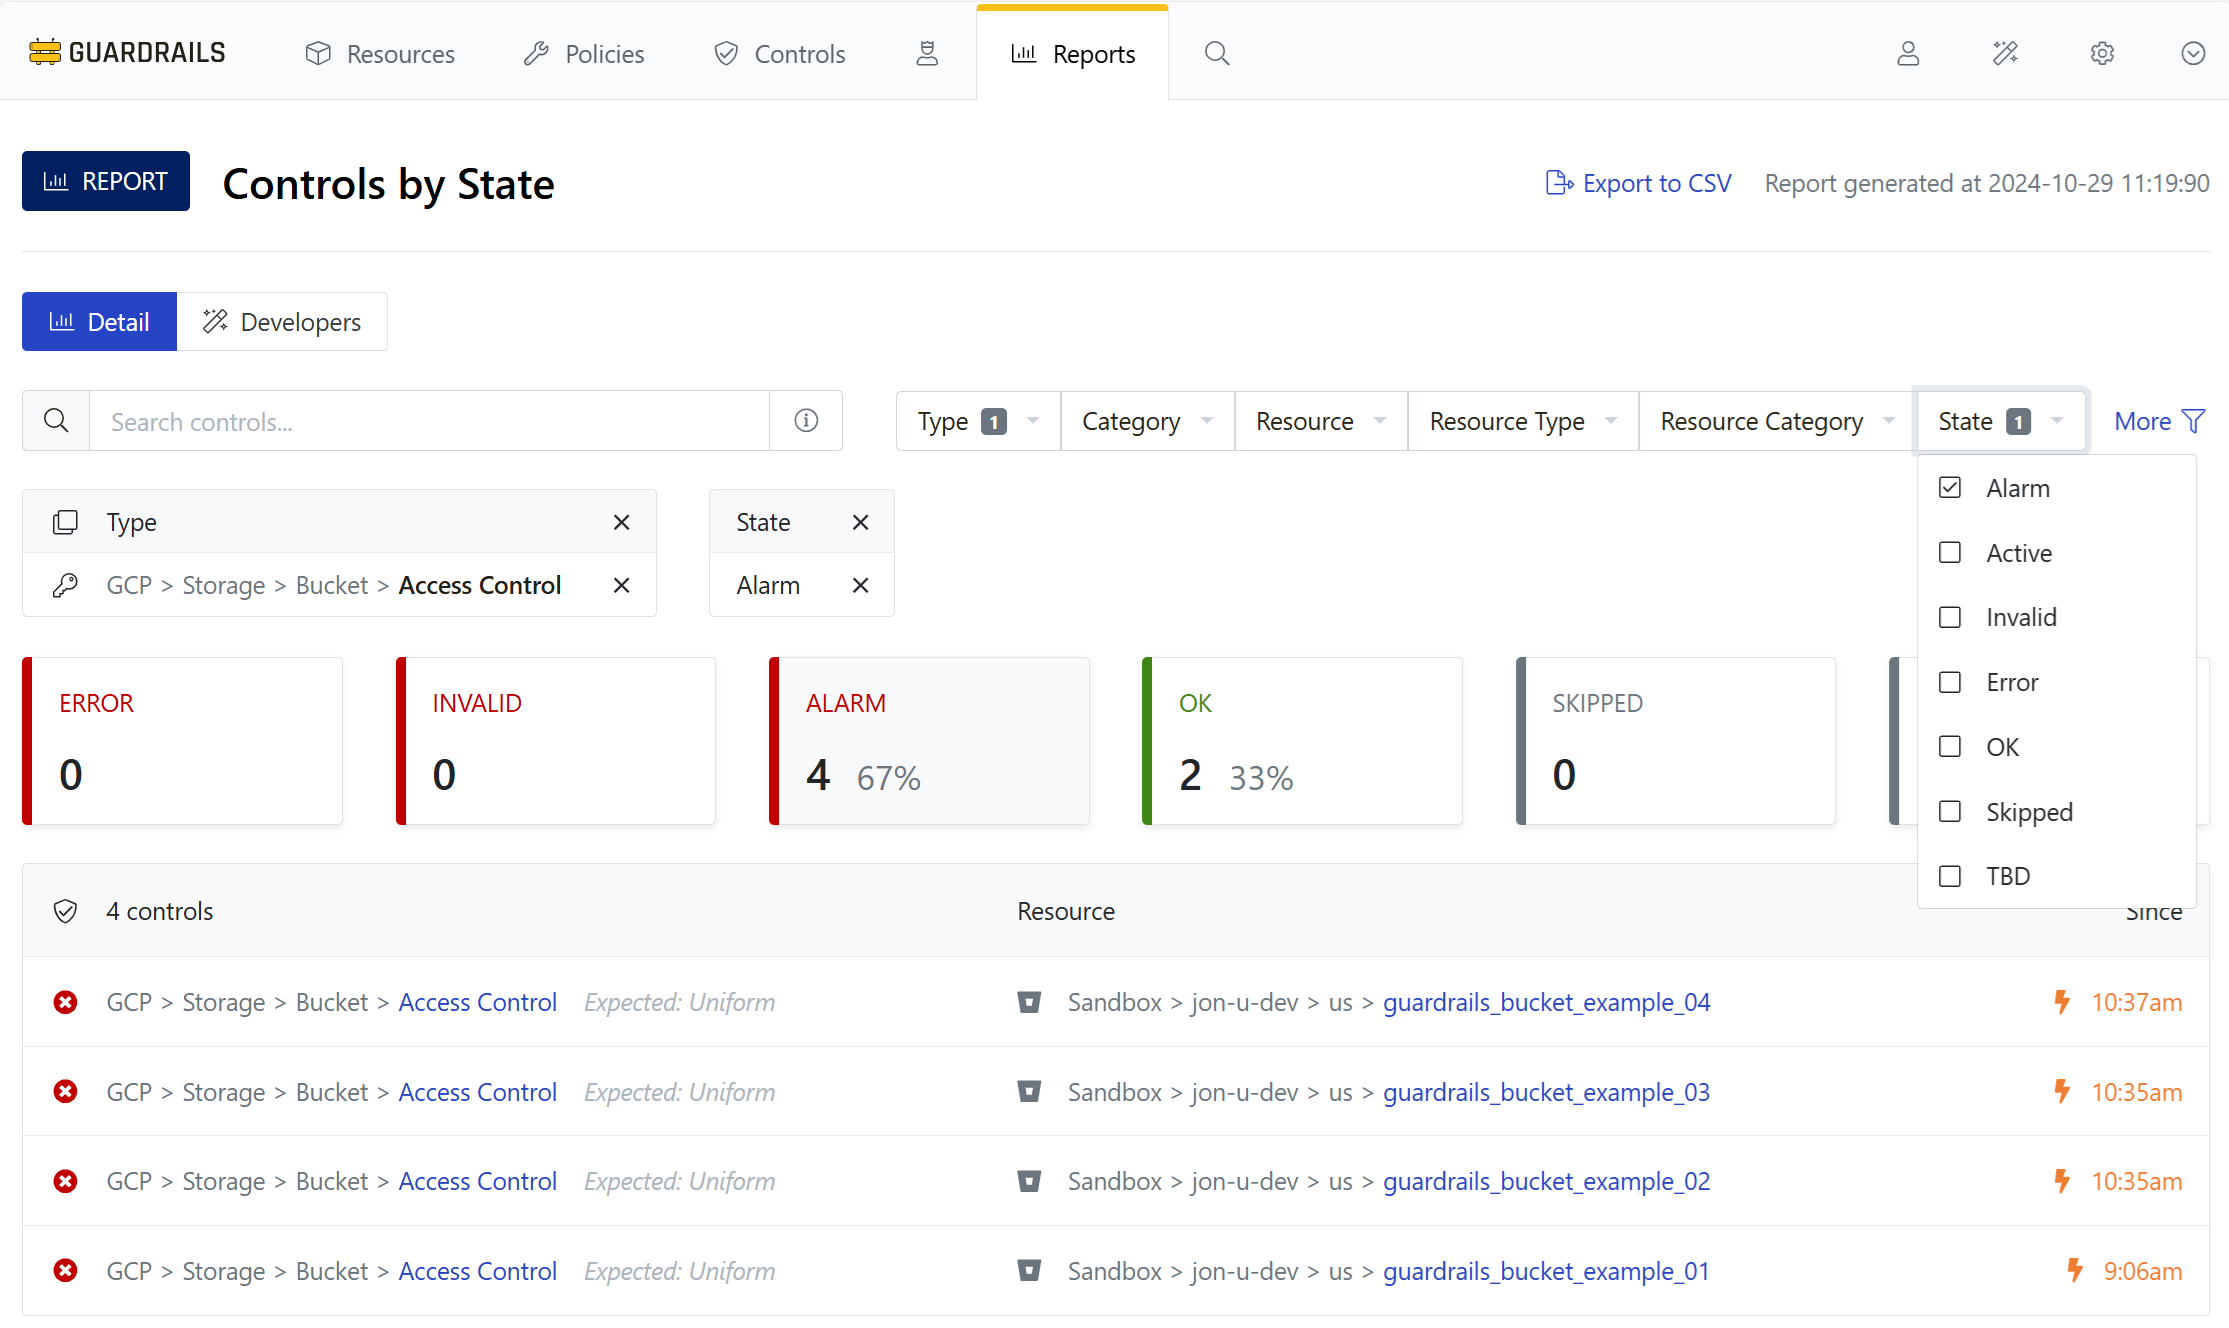 GUARDRAILS Resources Policies Controls Reports
REPORT Controls by State Export to CSV Report generated at 2024-10-29 11:19:90
Detail Developers
Search controls... Type 1 Category Resource Resource Type Resource Category State 1 More
Alarm
Active
Invalid
Error
OK
Skipped
TBD
Type
GCP > Storage > Bucket > Access Control
State
Alarm
ERROR
0
INVALID
0
ALARM
4 67%
OK
2 33%
SKIPPED
0
4 controls Resource Since
GCP > Storage > Bucket > Access Control Expected: Uniform Sandbox > jon-u-dev > us > guardrails_bucket_example_04 10:37am
GCP > Storage > Bucket > Access Control Expected: Uniform Sandbox > jon-u-dev > us > guardrails_bucket_example_03 10:35am
GCP > Storage > Bucket > Access Control Expected: Uniform Sandbox > jon-u-dev > us > guardrails_bucket_example_02 10:35am
GCP > Storage > Bucket > Access Control Expected: Uniform Sandbox > jon-u-dev > us > guardrails_bucket_example_01 9:06am